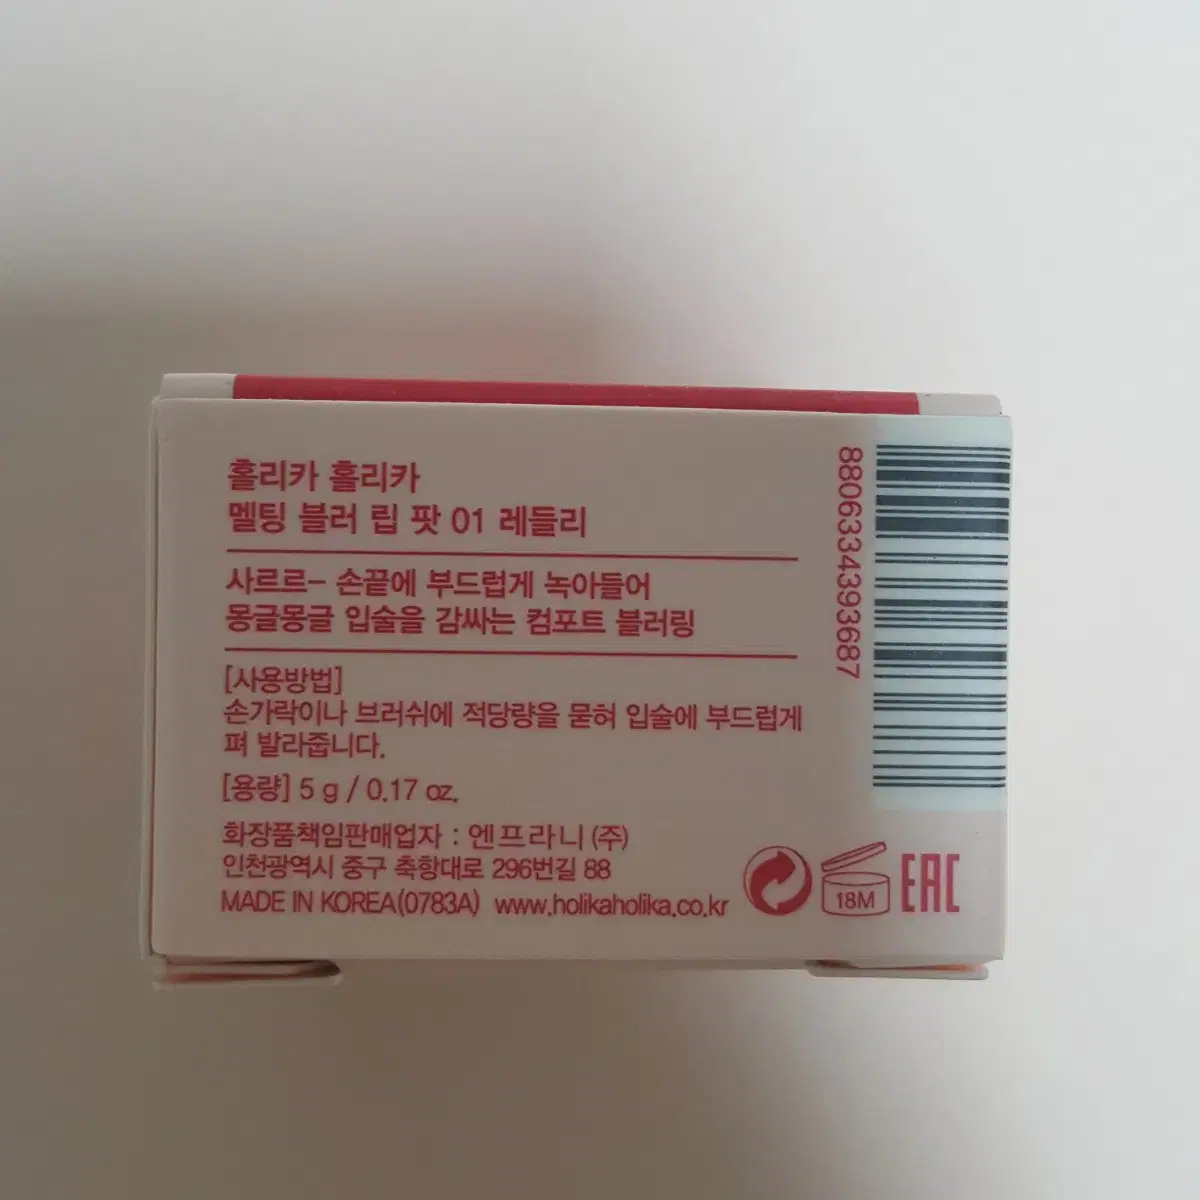 홀리카 홀리카
멜팅 블러 립 팟 01 레들리
사르르- 손끝에 부드럽게 녹아들어
몽글몽글 입술을 감싸는 컴포트 블러링
[사용방법]
손가락이나 브러쉬에 적당량을 묻혀 입술에 부드럽게
펴 발라줍니다.
[용량] 5 g / 0.17 oz.
화장품책임판매업자 : 엔프라니 (주)
인천광역시 중구 축항대로 296번길 88
MADE IN KOREA(0783A) www.holikaholika.co.kr
18M
EAC
8806334393687